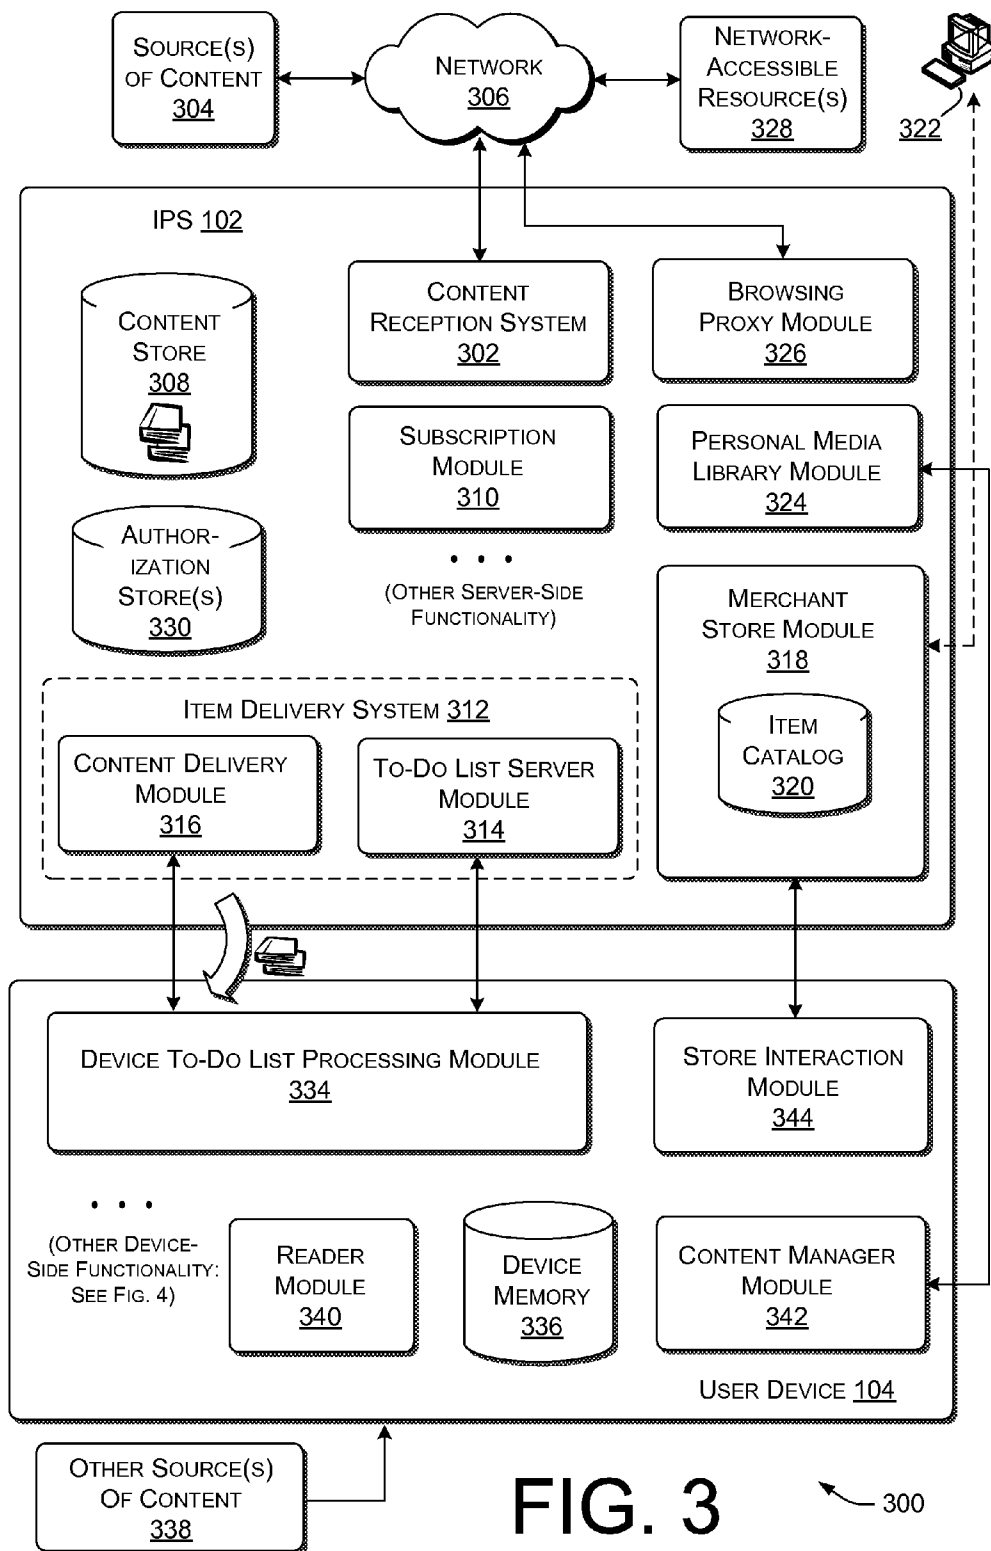 SOURCE(S)
OF CONTENT
304
NETWORK
306
NETWORK-
ACCESSIBLE
RESOURCE(S)
328
322
IPS 102
CONTENT
STORE
308
CONTENT
RECEPTION SYSTEM
302
BROWSING
PROXY MODULE
326
SUBSCRIPTION
MODULE
310
PERSONAL MEDIA
LIBRARY MODULE
324
AUTHOR-
IZATION
STORE(S)
330
• • •
(OTHER SERVER-SIDE
FUNCTIONALITY)
MERCHANT
STORE MODULE
318
ITEM
CATALOG
320
ITEM DELIVERY SYSTEM 312
CONTENT DELIVERY
MODULE
316
TO-DO LIST SERVER
MODULE
314
DEVICE TO-DO LIST PROCESSING MODULE
334
STORE INTERACTION
MODULE
344
• • •
(OTHER DEVICE-
SIDE FUNCTIONALITY:
SEE FIG. 4)
READER
MODULE
340
DEVICE
MEMORY
336
CONTENT MANAGER
MODULE
342
USER DEVICE 104
OTHER SOURCE(S)
OF CONTENT
338
FIG. 3
300